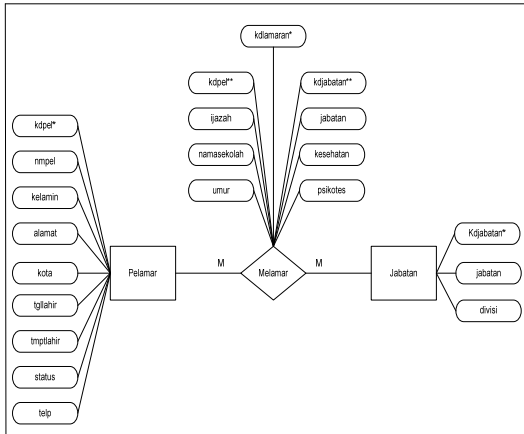 kdlamaran*
kdpel**
kdjabatan**
ijazah
jabatan
namasekolah
kesehatan
umur
psikotes
kdpel*
nmpel
kelamin
alamat
kota
tgllahir
tmptlahir
status
telp
Pelamar
M
Melamar
M
Jabatan
Kdjabatan*
jabatan
divisi